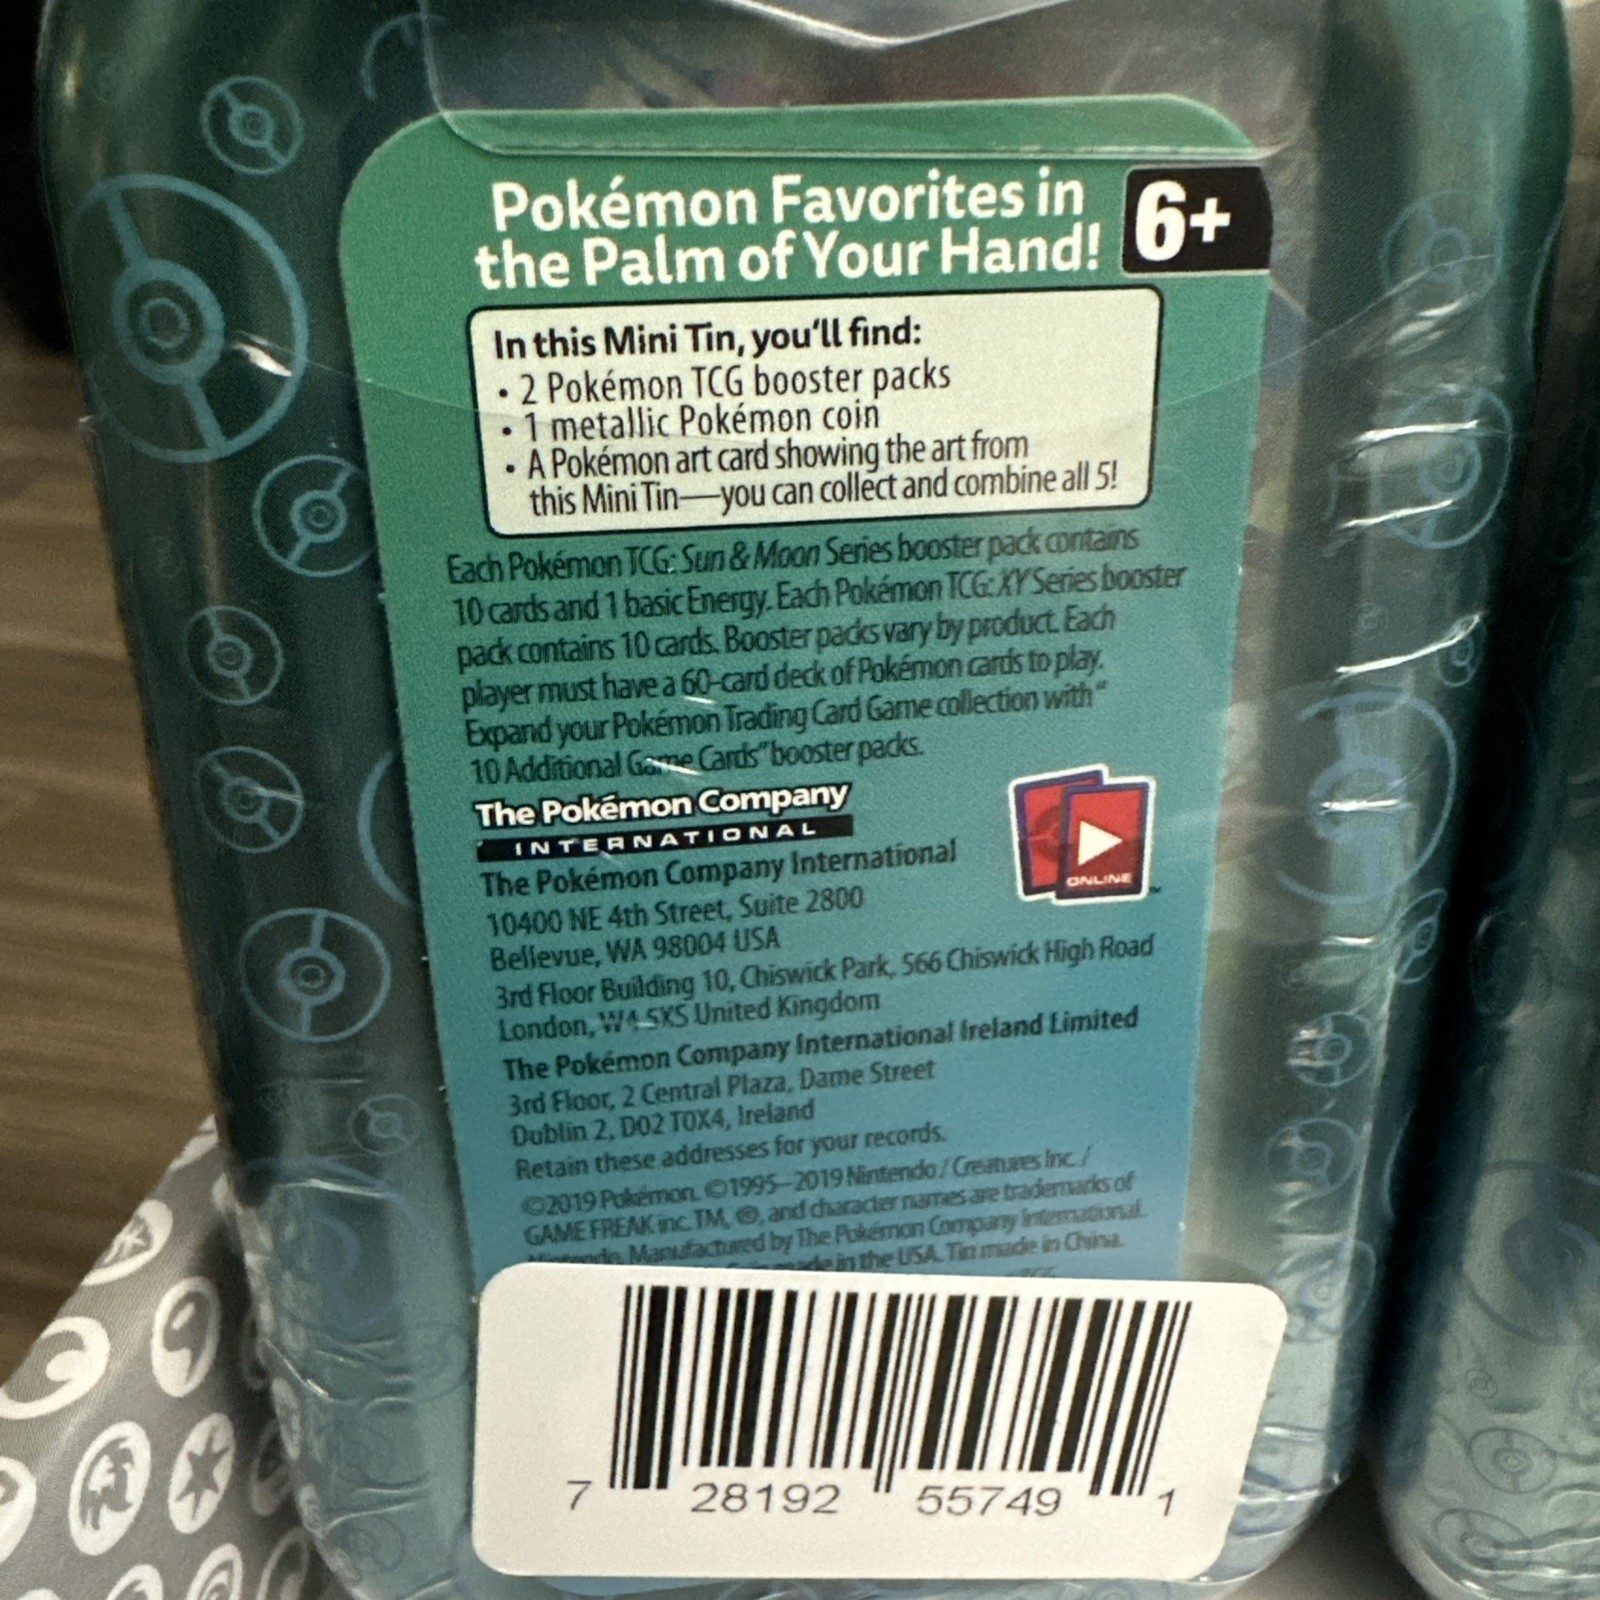 Pokémon Favorites in
the Palm of Your Hand!
6+
In this Mini Tin, you'll find:
• 2 Pokémon TCG booster packs
• 1 metallic Pokémon coin
• A Pokémon art card showing the art from
this Mini Tin—you can collect and combine all 5!
Each Pokémon TCG: Sun & Moon Series booster pack contains
10 cards and 1 basic Energy. Each Pokémon TCG: XY Series booster
pack contains 10 cards. Booster packs vary by product. Each
player must have a 60-card deck of Pokémon cards to play.
Expand your Pokémon Trading Card Game collection with "
10 Additional Game Cards" booster packs.
The Pokémon Company
INTERNATIONAL
ONLINE™
The Pokémon Company International
10400 NE 4th Street, Suite 2800
Bellevue, WA 98004 USA
3rd Floor Building 10, Chiswick Park, 566 Chiswick High Road
London, W4 5XS United Kingdom
The Pokémon Company International Ireland Limited
3rd Floor, 2 Central Plaza, Dame Street
Dublin 2, D02 T0X4, Ireland
Retain these addresses for your records.
©2019 Pokémon. ©1995–2019 Nintendo / Creatures Inc. /
GAME FREAK inc. TM, ®, and character names are trademarks of
Nintendo. Manufactured by The Pokémon Company International.
made in the USA. Tin made in China.
7 28192 55749 1